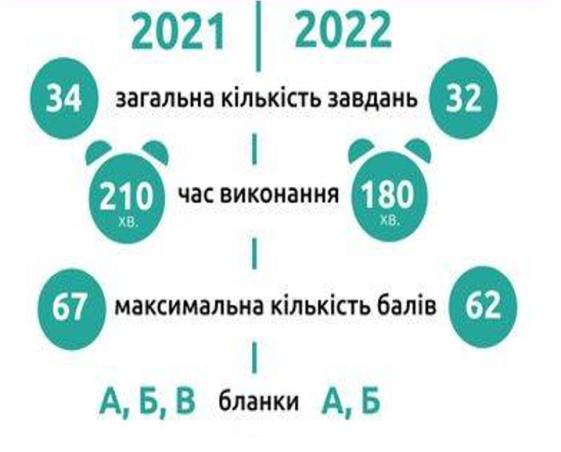 2021 2022
34 загальна кількість завдань 32
210 хв. час виконання 180 хв.
67 максимальна кількість балів 62
А, Б, В бланки А, Б